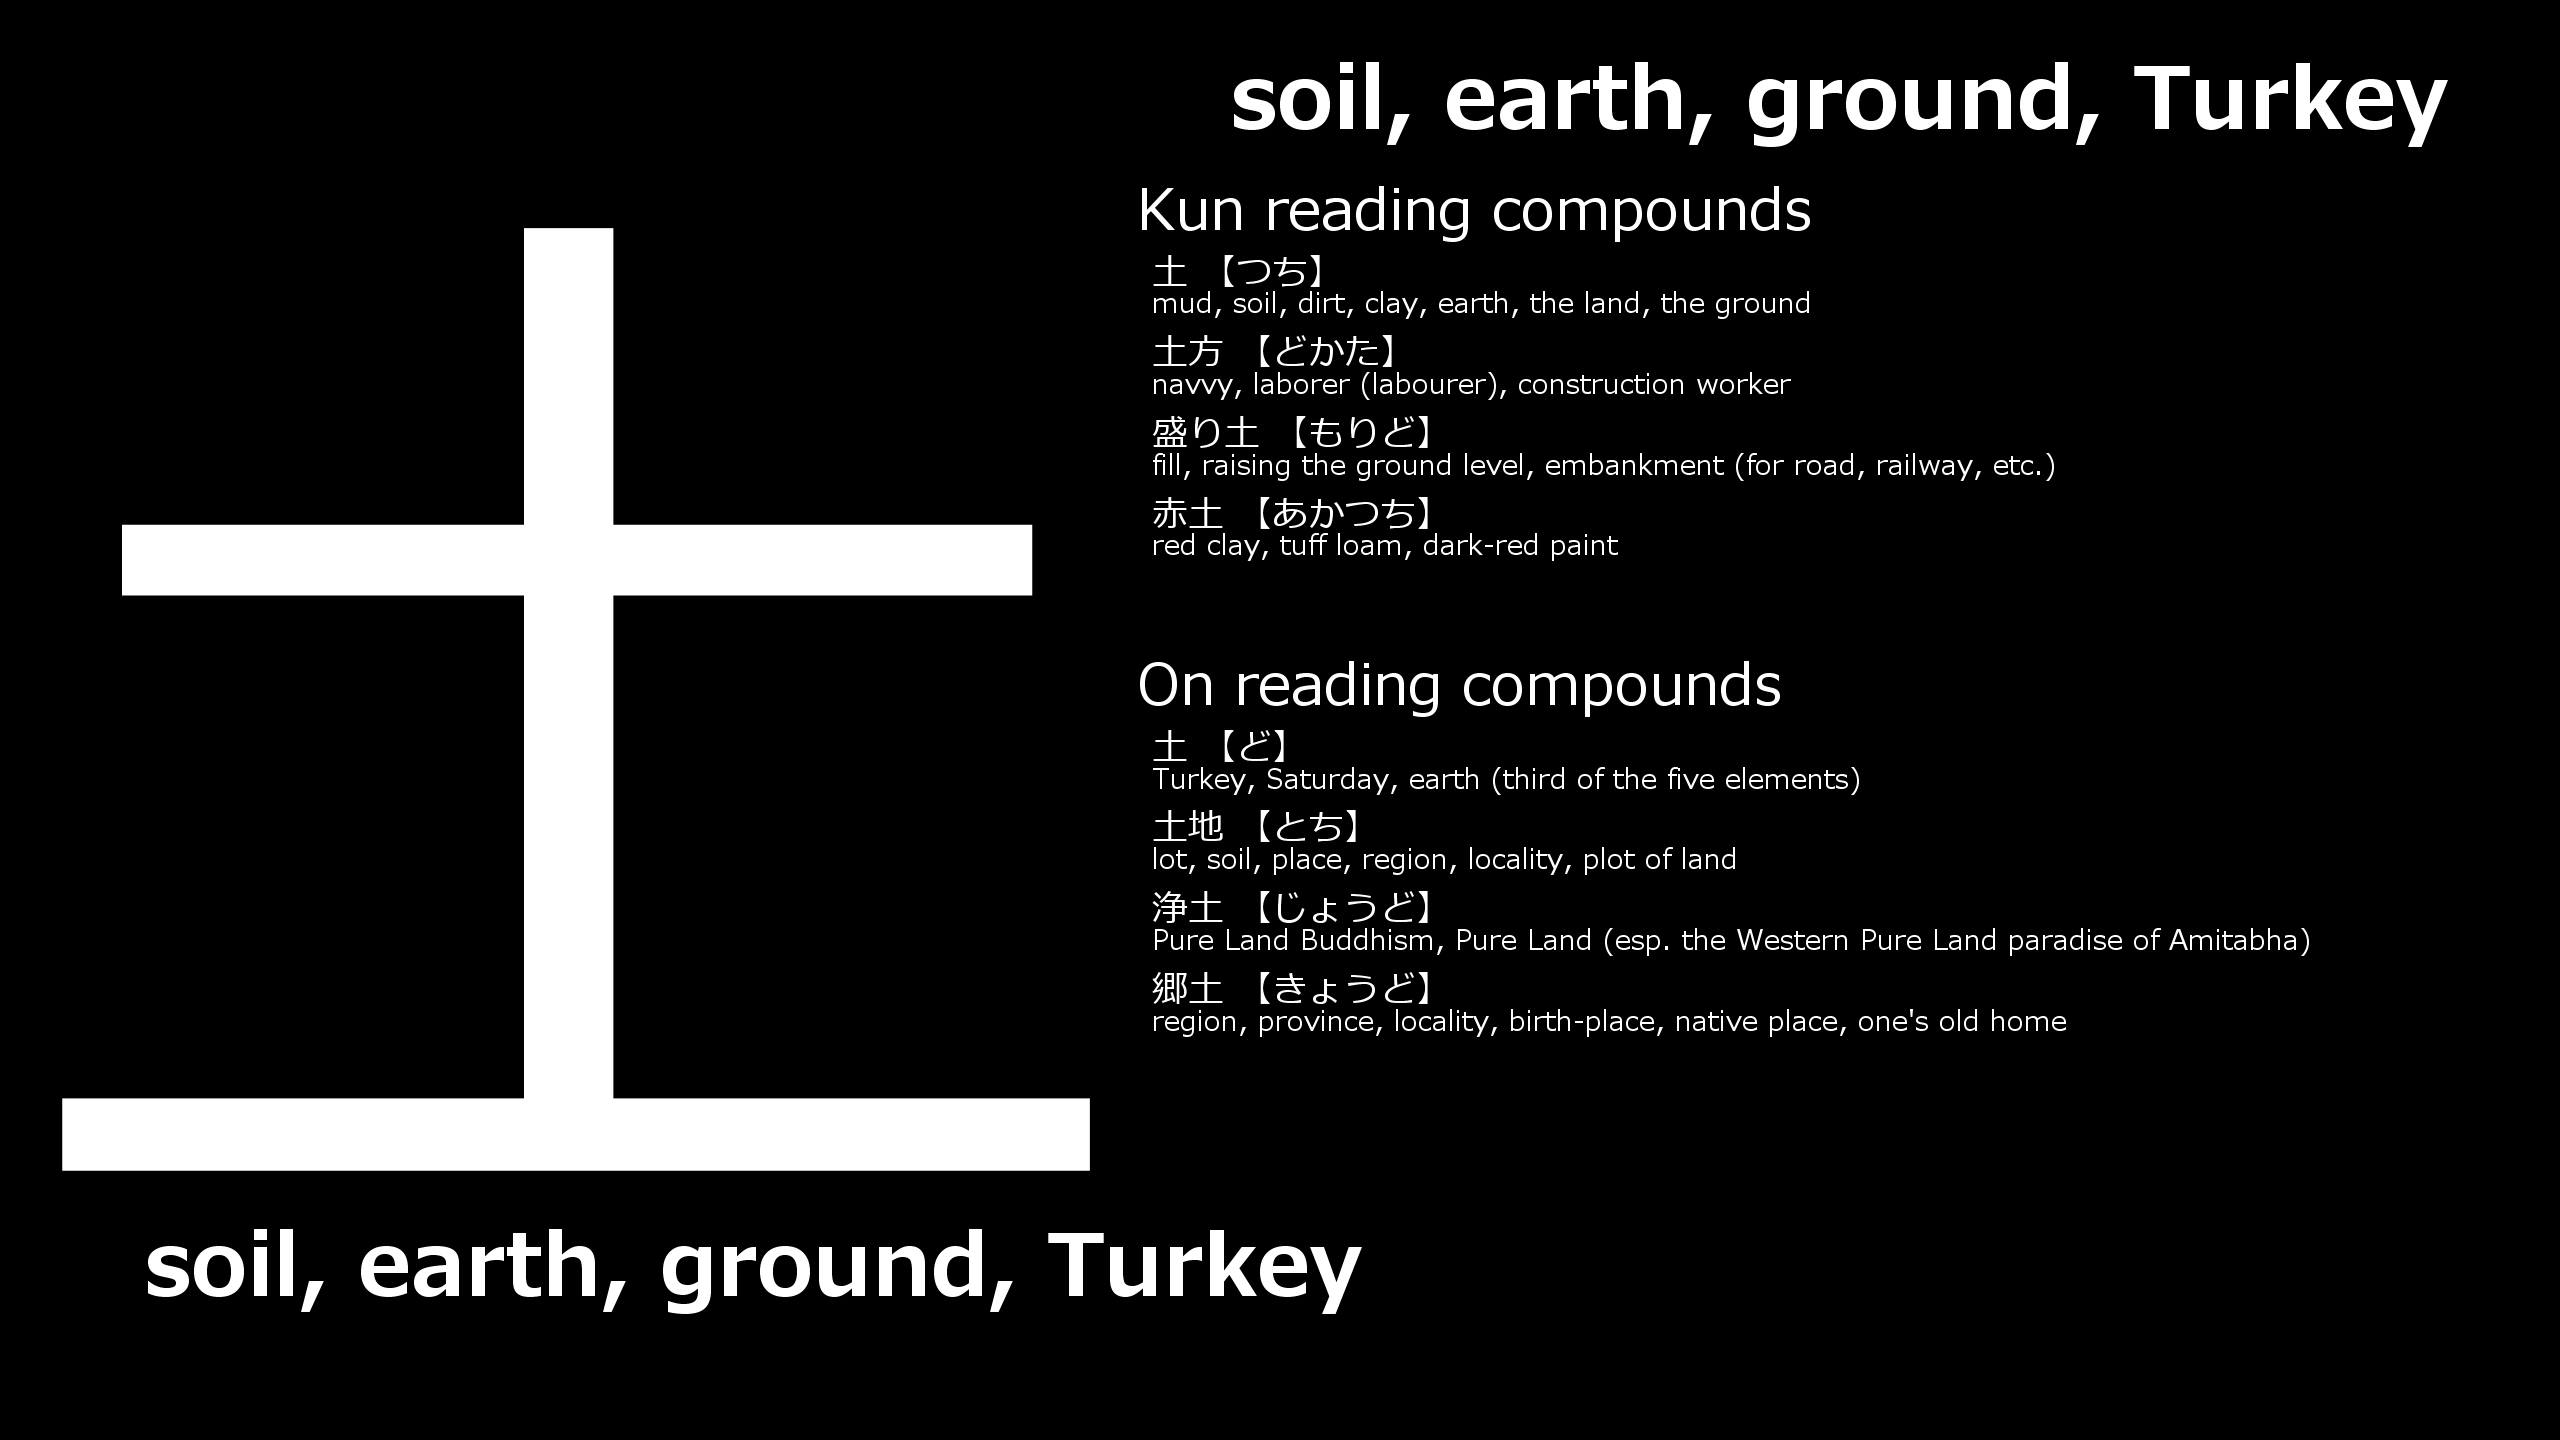 soil, earth, ground, Turkey
土
Kun reading compounds
土 【つち】
mud, soil, dirt, clay, earth, the land, the ground
土方 【どかた】
navvy, laborer (labourer), construction worker
盛り土 【もりど】
fill, raising the ground level, embankment (for road, railway, etc.)
赤土 【あかつち】
red clay, tuff loam, dark-red paint
On reading compounds
土 【ど】
Turkey, Saturday, earth (third of the five elements)
土地 【とち】
lot, soil, place, region, locality, plot of land
浄土 【じょうど】
Pure Land Buddhism, Pure Land (esp. the Western Pure Land paradise of Amitabha)
郷土 【きょうど】
region, province, locality, birth-place, native place, one's old home
soil, earth, ground, Turkey